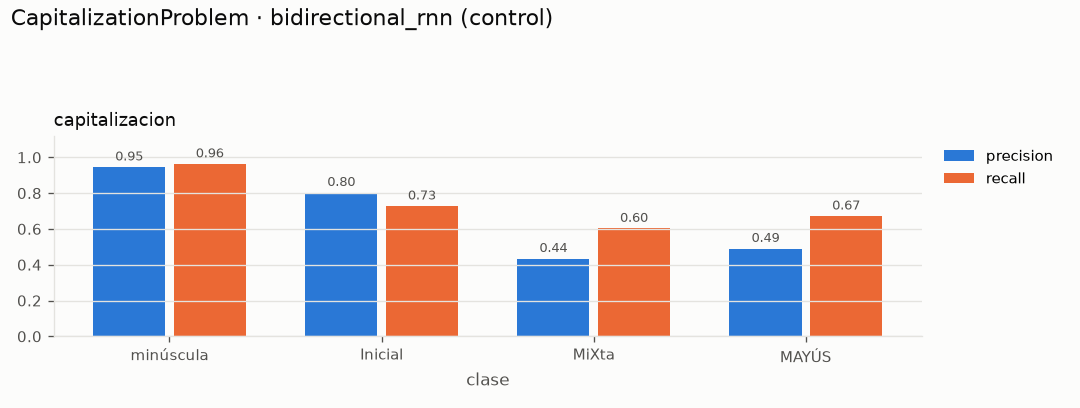 CapitalizationProblem · bidirectional_rnn (control)
capitalizacion
precision
recall
1.0
0.8
0.6
0.4
0.2
0.0
0.95
0.96
0.80
0.73
0.44
0.60
0.49
0.67
minúscula
Inicial
MiXta
MAYÚS
clase